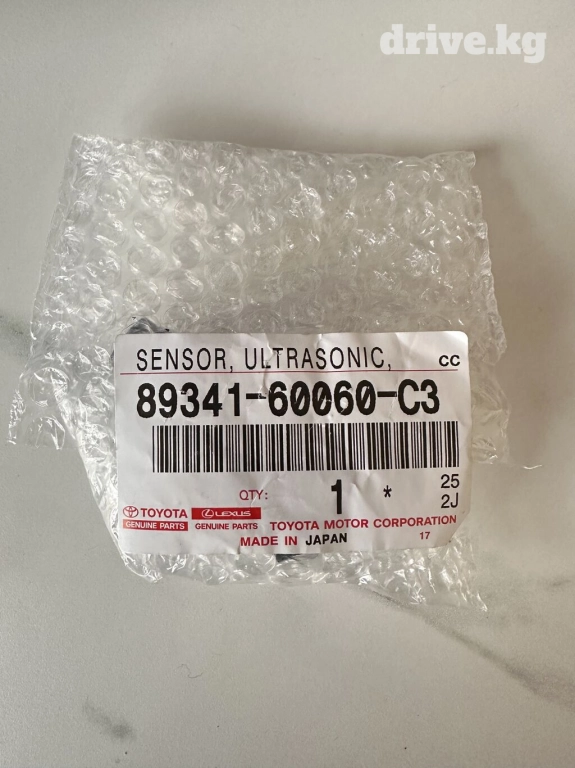 drive.kg
SENSOR, ULTRASONIC, CC
89341-60060-C3
QTY: 1 * 25
2J
TOYOTA LEXUS
GENUINE PARTS GENUINE PARTS TOYOTA MOTOR CORPORATION
MADE IN JAPAN 17